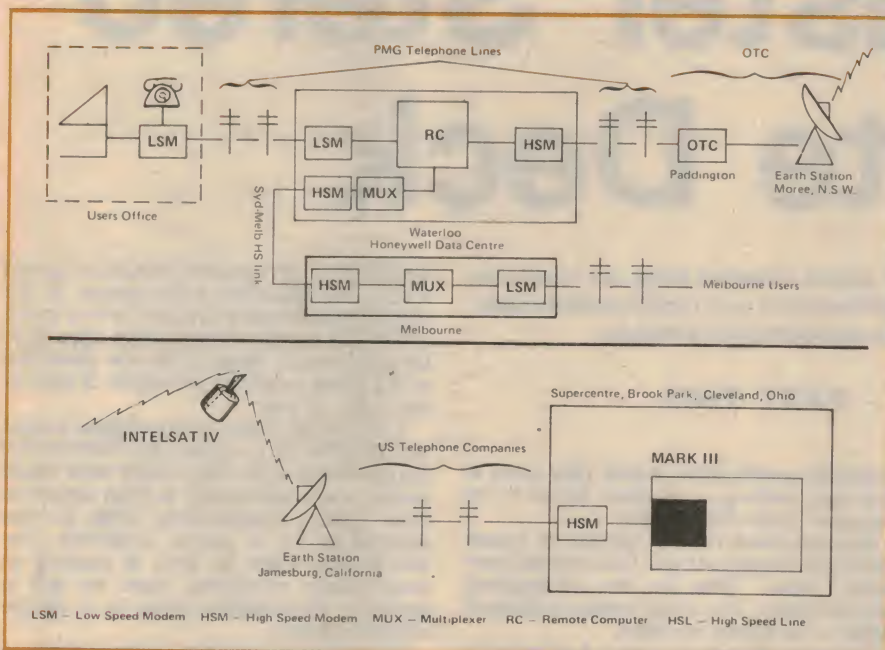 PMG Telephone Lines
OTC
LSM
Users Office
LSM
RC
HSM
HSM
MUX
Waterloo
Honeywell Data Centre
OTC
Paddington
Earth Station
Moree, N.S.W.
Syd-Melb HS link
HSM
MUX
LSM
Melbourne
Melbourne Users
INTELSAT IV
Earth Station
Jamesburg, California
US Telephone Companies
Supercentre, Brook Park, Cleveland, Ohio
MARK III
HSM
LSM – Low Speed Modem HSM – High Speed Modem MUX – Multiplexer RC – Remote Computer HSL – High Speed Line